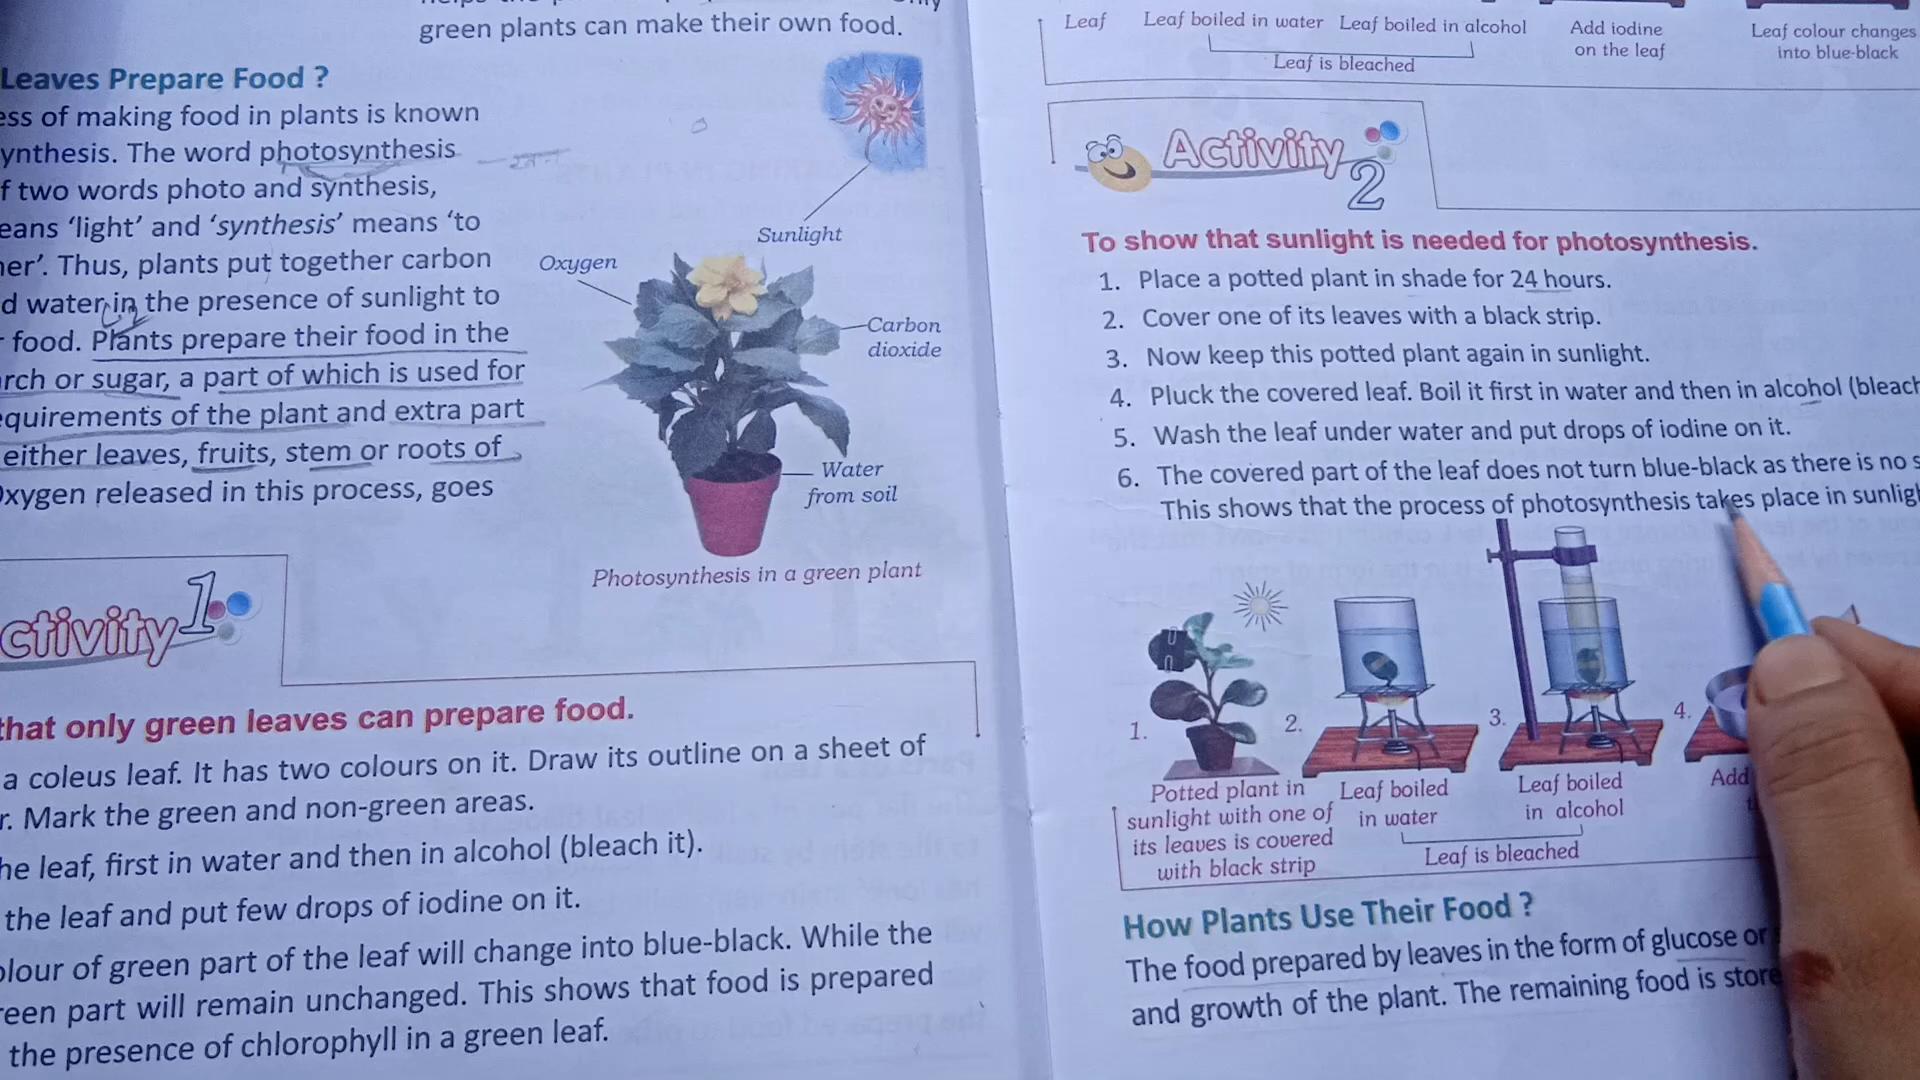 green plants can make their own food.
Leaves Prepare Food ?
of making food in plants is known
The word photosynthesis
two words photo and synthesis,
'light' and 'synthesis' means 'to
Thus, plants put together carbon
water in the presence of sunlight to
food. Plants prepare their food in the
or sugar, a part of which is used for
of the plant and extra part
either leaves, fruits, stem or roots of
released in this process, goes
Sunlight
Oxygen
Carbon
dioxide
Water
from soil
Photosynthesis in a green plant
ctivity 1
that only green leaves can prepare food.
a coleus leaf. It has two colours on it. Draw its outline on a sheet of
Mark the green and non-green areas.
leaf, first in water and then in alcohol (bleach it).
the leaf and put few drops of iodine on it.
of green part of the leaf will change into blue-black. While the
part will remain unchanged. This shows that food is prepared
the presence of chlorophyll in a green leaf.
Leaf
Leaf boiled in water
Leaf boiled in alcohol
Leaf is bleached
Add iodine
on the leaf
Leaf colour changes
into blue-black
Activity 2
To show that sunlight is needed for photosynthesis.
1. Place a potted plant in shade for 24 hours.
2. Cover one of its leaves with a black strip.
3. Now keep this potted plant again in sunlight.
4. Pluck the covered leaf. Boil it first in water and then in alcohol (bleach
5. Wash the leaf under water and put drops of iodine on it.
6. The covered part of the leaf does not turn blue-black as there is no
This shows that the process of photosynthesis takes place in
1.
2.
3.
4.
Potted plant in
sunlight with one of
its leaves is covered
with black strip
Leaf boiled
in water
Leaf boiled
in alcohol
Leaf is bleached
Add
How Plants Use Their Food ?
The food prepared by leaves in the form of glucose or
and growth of the plant. The remaining food is